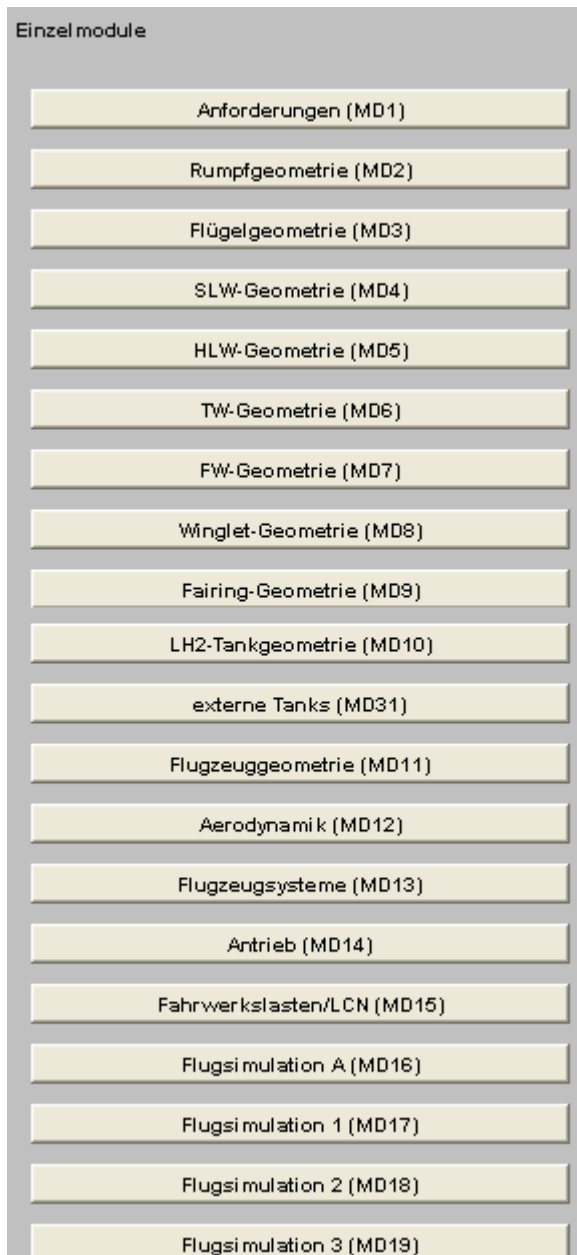 Einzelmodule
Anforderungen (MD1)
Rumpfgeometrie (MD2)
Flügelgeometrie (MD3)
SLW-Geometrie (MD4)
HLW-Geometrie (MD5)
TW-Geometrie (MD6)
FW-Geometrie (MD7)
Winglet-Geometrie (MD8)
Fairing-Geometrie (MD9)
LH2-Tankgeometrie (MD10)
externe Tanks (MD31)
Flugzeuggeometrie (MD11)
Aerodynamik (MD12)
Flugzeugsysteme (MD13)
Antrieb (MD14)
Fahrwerkslasten/LCN (MD15)
Flugsimulation A (MD16)
Flugsimulation 1 (MD17)
Flugsimulation 2 (MD18)
Flugsimulation 3 (MD19)